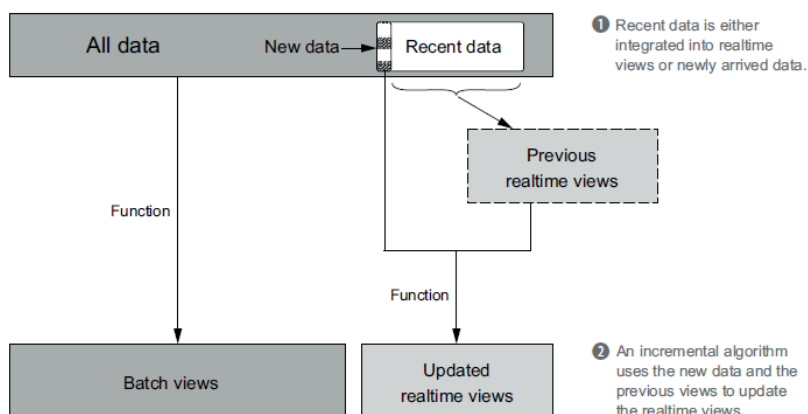 All data
New data
Recent data
1 Recent data is either
integrated into realtime
views or newly arrived data.
Previous
realtime views
Function
Function
Batch views
Updated
realtime views
2 An incremental algorithm
uses the new data and the
previous views to update
the realtime views